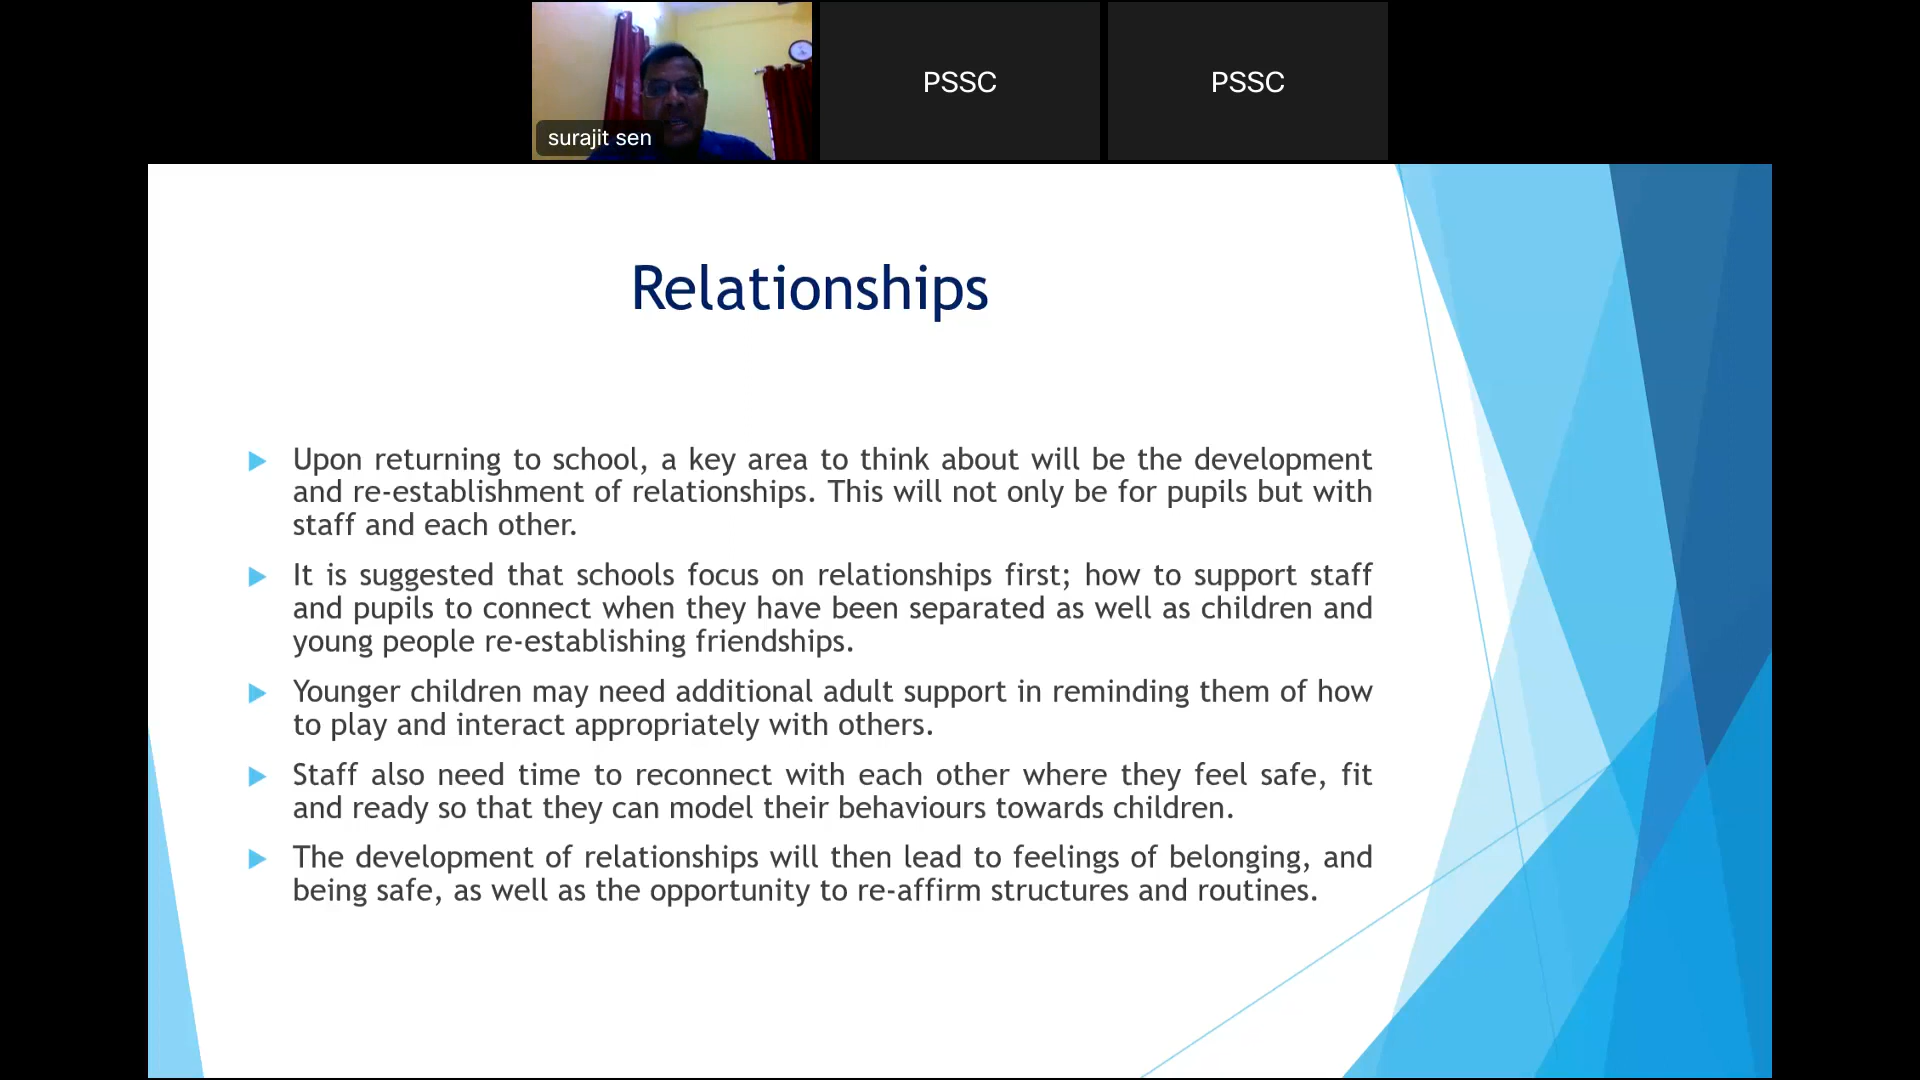 surajit sen
PSSC
PSSC
Relationships
Upon returning to school, a key area to think about will be the development
and re-establishment of relationships. This will not only be for pupils but with
staff and each other.
It is suggested that schools focus on relationships first; how to support staff
and pupils to connect when they have been separated as well as children and
young people re-establishing friendships.
Younger children may need additional adult support in reminding them of how
to play and interact appropriately with others.
Staff also need time to reconnect with each other where they feel safe, fit
and ready so that they can model their behaviours towards children.
The development of relationships will then lead to feelings of belonging, and
being safe, as well as the opportunity to re-affirm structures and routines.